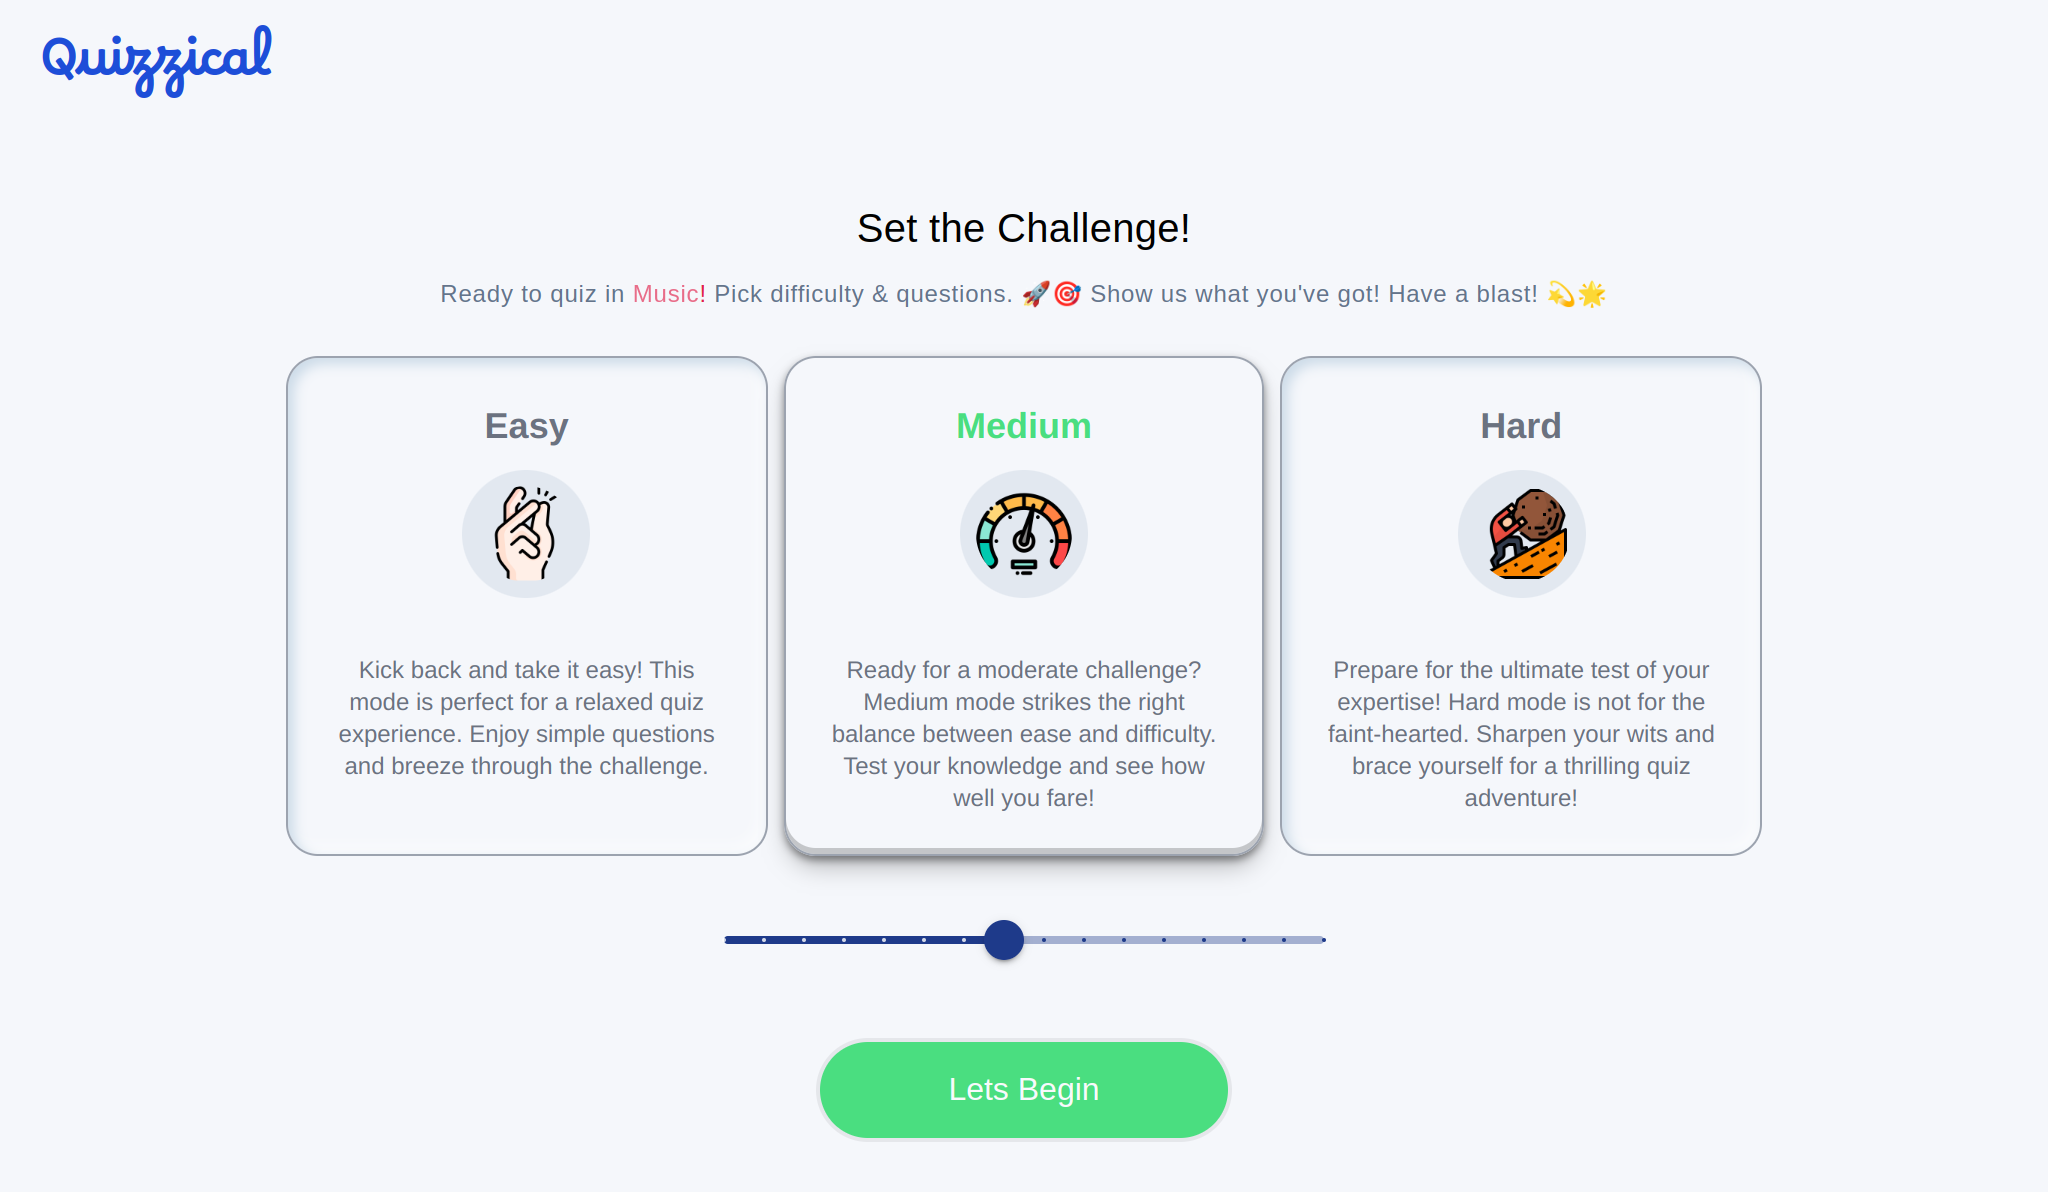 Quizzical
Set the Challenge!
Ready to quiz in Music! Pick difficulty & questions. 🚀🎯 Show us what you've got! Have a blast! 💫🌟
Easy
Kick back and take it easy! This
mode is perfect for a relaxed quiz
experience. Enjoy simple questions
and breeze through the challenge.
Medium
Ready for a moderate challenge?
Medium mode strikes the right
balance between ease and difficulty.
Test your knowledge and see how
well you fare!
Hard
Prepare for the ultimate test of your
expertise! Hard mode is not for the
faint-hearted. Sharpen your wits and
brace yourself for a thrilling quiz
adventure!
Lets Begin